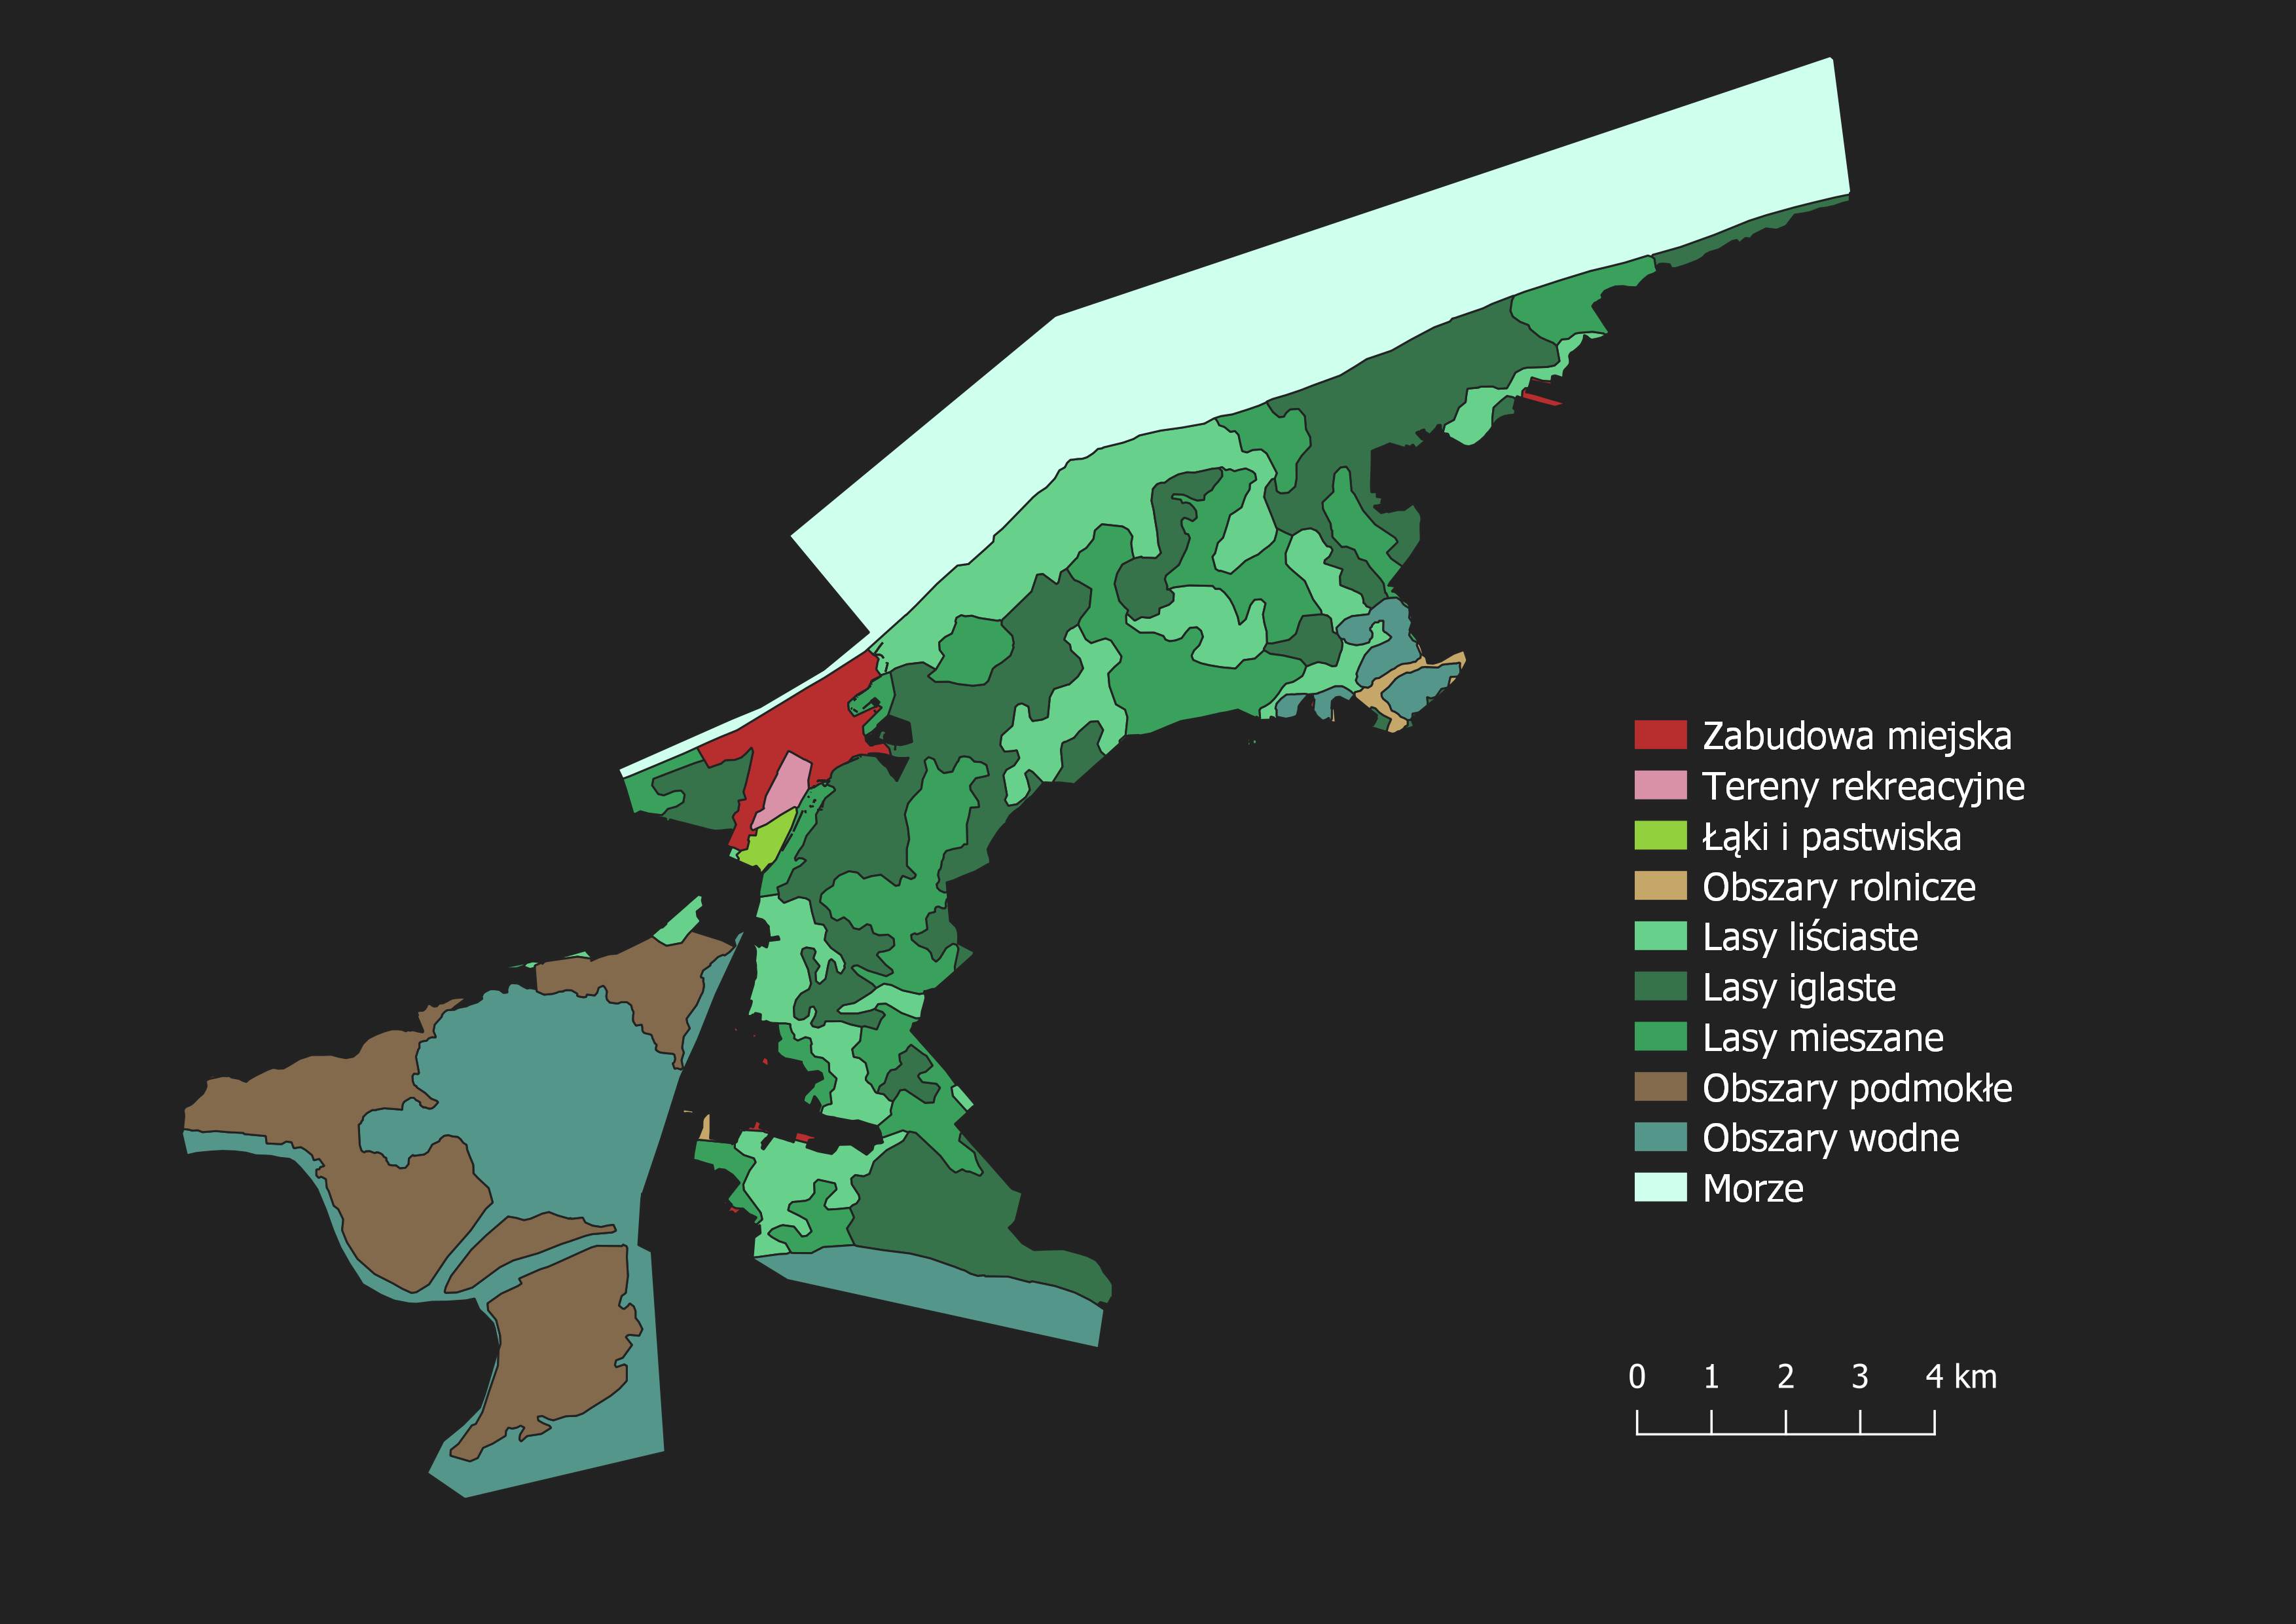 Zabudowa miejska
Tereny rekreacyjne
Łąki i pastwiska
Obszary rolnicze
Lasy liściaste
Lasy iglaste
Lasy mieszane
Obszary podmokłe
Obszary wodne
Morze
0 1 2 3 4 km